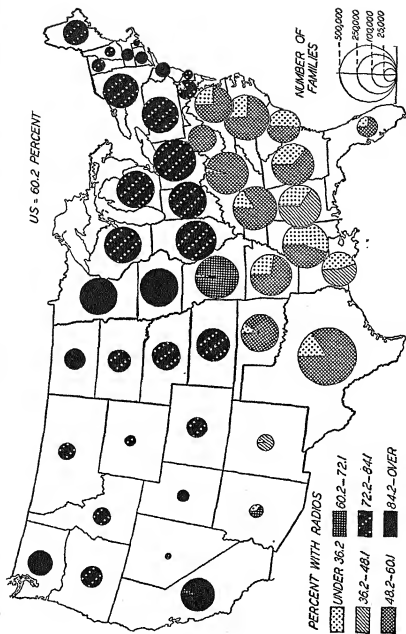 US = 60.2 PERCENT
PERCENT WITH RADIOS
UNDER 36.2
60.2-72.1
36.2-48.1
72.2-84.1
48.2-60.1
84.2-OVER
NUMBER OF
FAMILIES
500,000
250,000
100,000
25,000